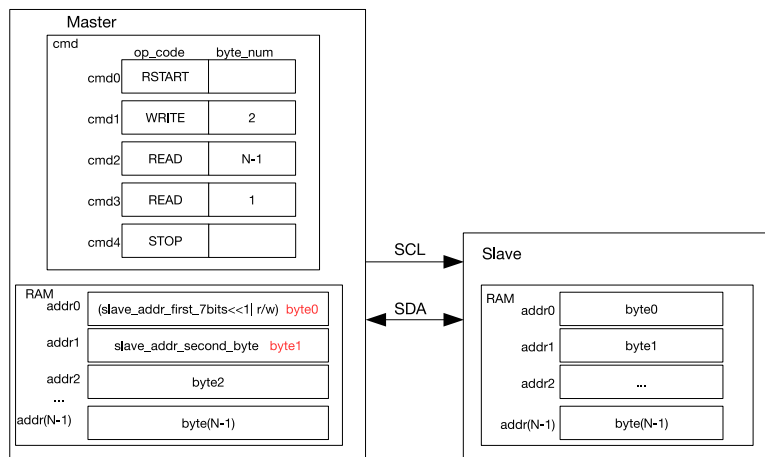 Master
cmd
op_code byte_num
cmd0 RSTART
cmd1 WRITE 2
cmd2 READ N-1
cmd3 READ 1
cmd4 STOP
RAM
addr0 (slave_addr_first_7bits<<1| r/w) byte0
addr1 slave_addr_second_byte byte1
addr2 byte2
...
addr(N-1) byte(N-1)
SCL
SDA
Slave
RAM
addr0 byte0
addr1 byte1
addr2 ...
addr(N-1) byte(N-1)